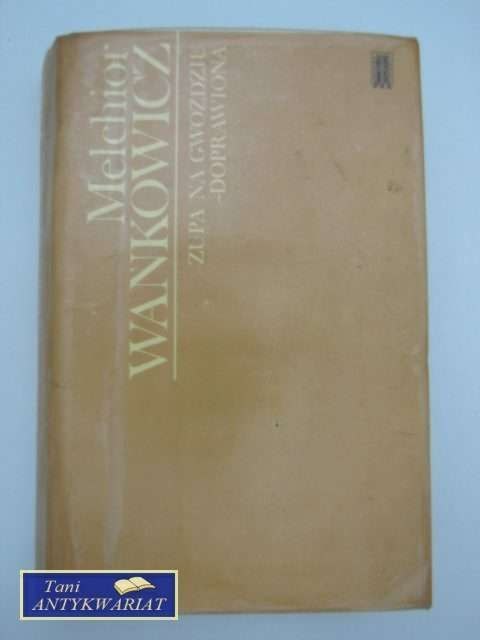 Melchior
WAŃKOWICZ
ZUPA NA GWOŹDZIU
-DOPRAWIONA
Tani
ANTYKWARIAT